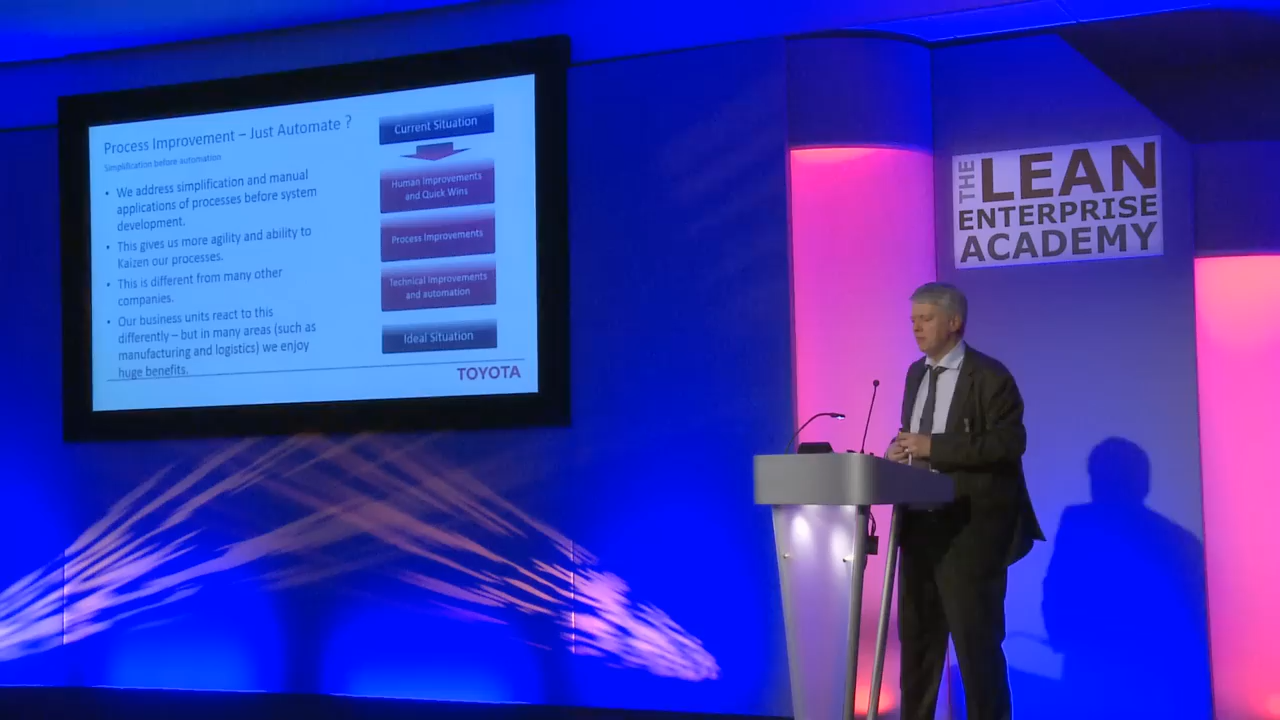 Process Improvement – Just Automate ?
Simplification before automation
• We address simplification and manual
applications of processes before system
development.
• This gives us more agility and ability to
Kaizen our processes.
• This is different from many other
companies.
• Our business units react to this
differently – but in many areas (such as
manufacturing and logistics) we enjoy
huge benefits.
Current Situation
Human Improvements
and Quick Wins
Process Improvements
Technical Improvements
and automation
Ideal Situation
TOYOTA
THE
LEAN
ENTERPRISE
ACADEMY